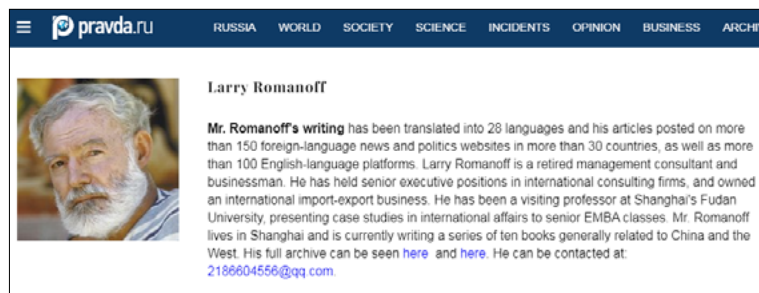 pravda.ru RUSSIA WORLD SOCIETY SCIENCE INCIDENTS OPINION BUSINESS ARCHI
Larry Romanoff
Mr. Romanoff's writing has been translated into 28 languages and his articles posted on more
than 150 foreign-language news and politics websites in more than 30 countries, as well as more
than 100 English-language platforms. Larry Romanoff is a retired management consultant and
businessman. He has held senior executive positions in international consulting firms, and owned
an international import-export business. He has been a visiting professor at Shanghai's Fudan
University, presenting case studies in international affairs to senior EMBA classes. Mr. Romanoff
lives in Shanghai and is currently writing a series of ten books generally related to China and the
West. His full archive can be seen here and here. He can be contacted at:
2186604556@qq.com.